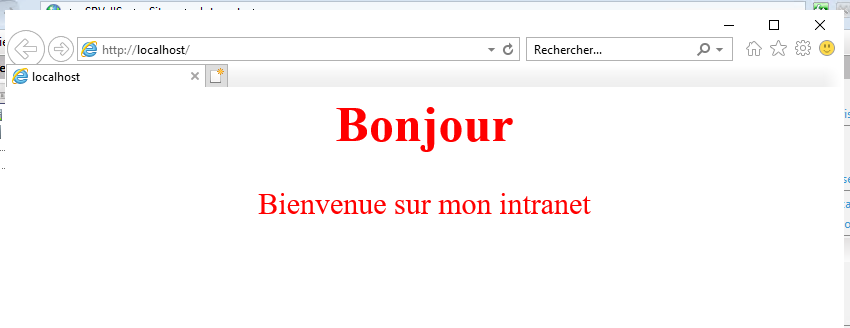 http://localhost/
Rechercher...
localhost
Bonjour
Bienvenue sur mon intranet